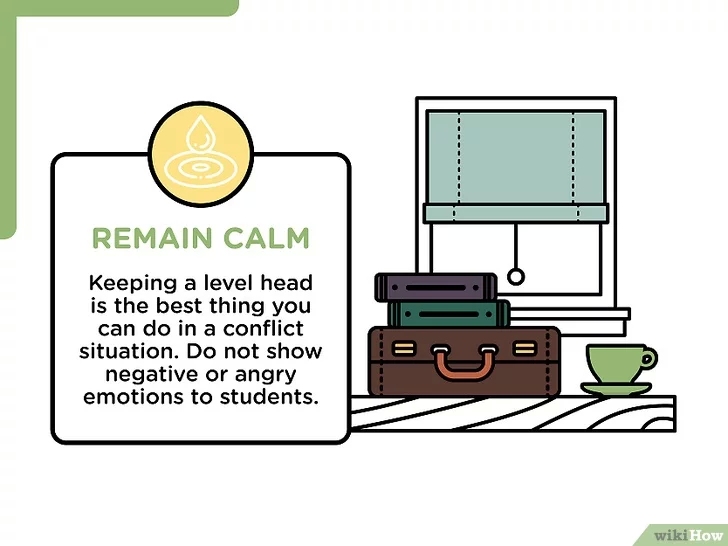 REMAIN CALM
Keeping a level head
is the best thing you
can do in a conflict
situation. Do not show
negative or angry
emotions to students.
wikiHow